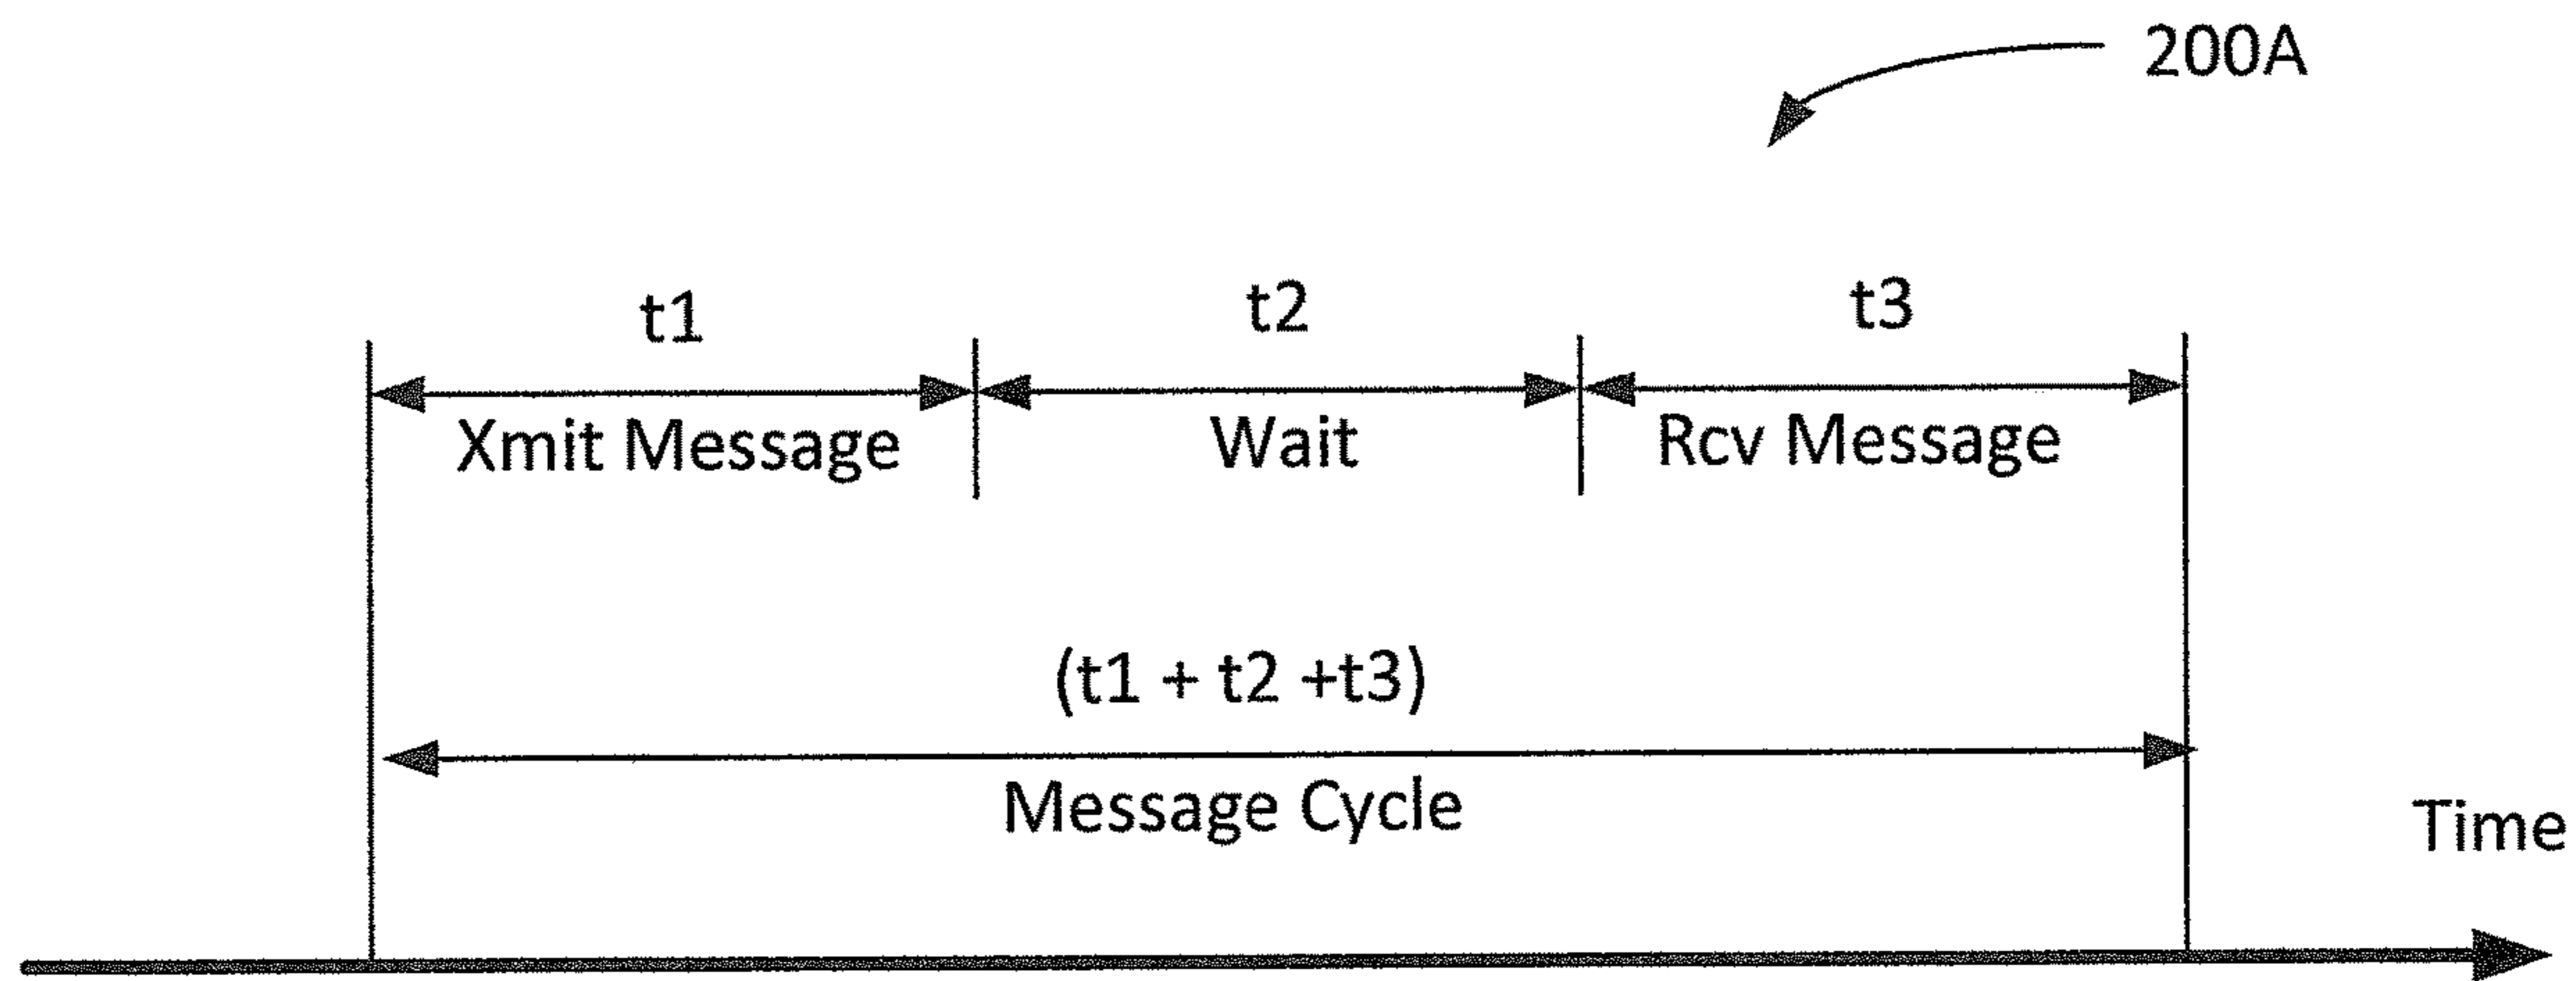 200A
t1
t2
t3
Xmit Message
Wait
Rcv Message
(t1 + t2 +t3)
Message Cycle
Time